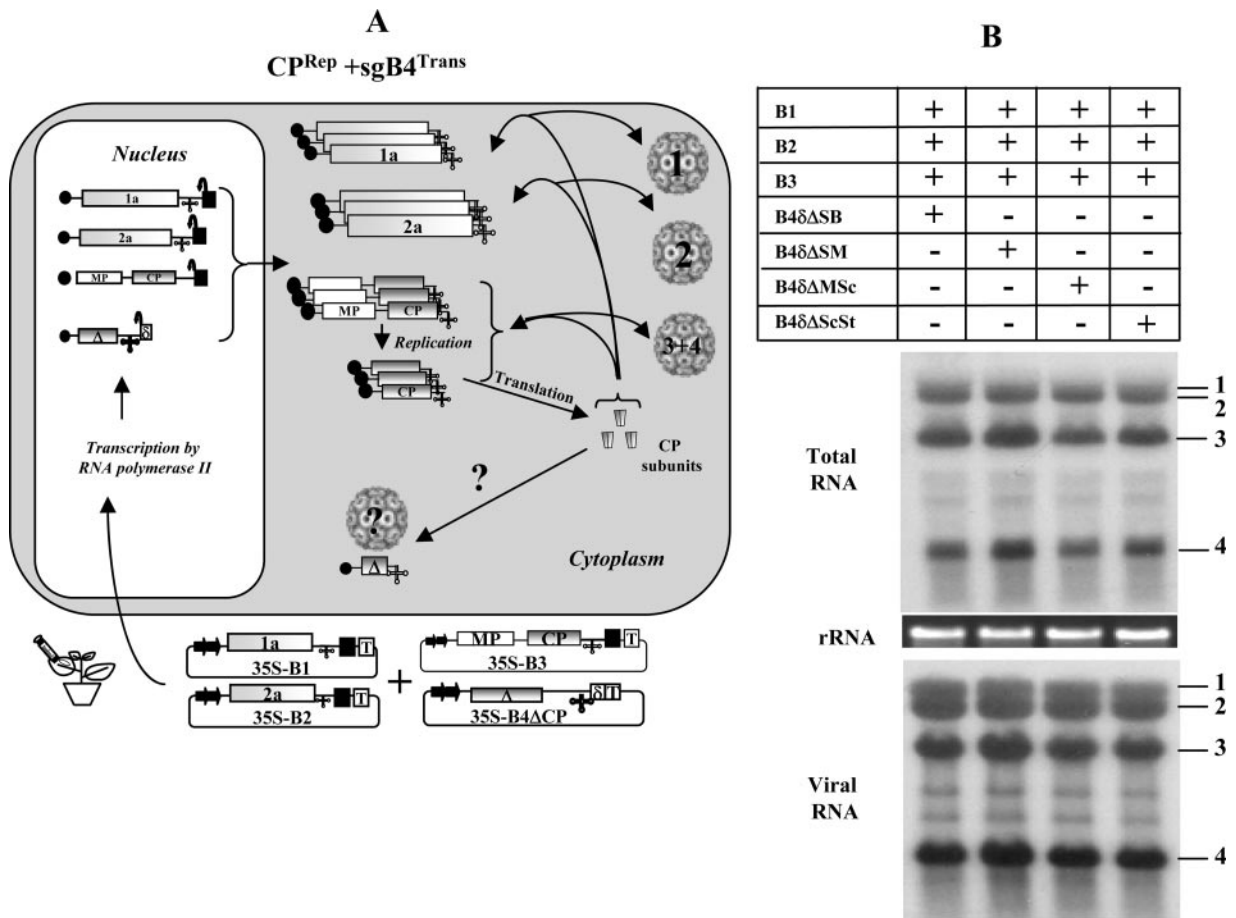 A
CP^Rep +sgB4^Trans
Nucleus
1a
2a
MP CP
Δ δ
Transcription by
RNA polymerase II
1a
2a
MP CP
Replication
CP
Translation
1
2
3+4
CP
subunits
?
?
Δ
Cytoplasm
1a T
35S-B1
2a T
35S-B2
+
MP CP T
35S-B3
Δ δ T
35S-B4ΔCP
B
B1 + + + +
B2 + + + +
B3 + + + +
B4δΔSB + - - -
B4δΔSM - + - -
B4δΔMSc - - + -
B4δΔScSt - - - +
Total
RNA
1
2
3
4
rRNA
Viral
RNA
1
2
3
4